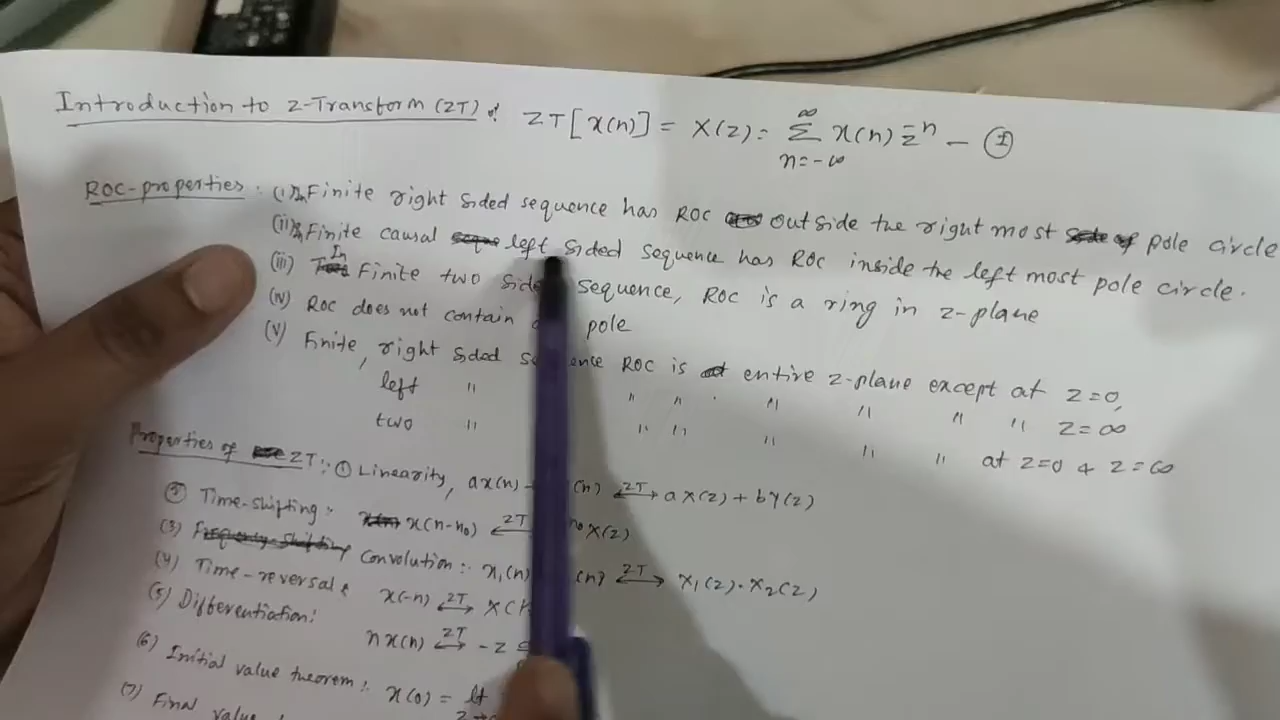 Introduction to Z-Transform (ZT) : ZT[x(n)] = X(z) = ∞ Σ n=-∞ x(n) z^-n - ①
ROC-properties : (i) InFinite right sided sequence has ROC outside the right most pole circle
(ii) InFinite causal left sided sequence has ROC inside the left most pole circle.
(iii) InFinite two side sequence, ROC is a ring in z-plane
(iv) ROC does not contain pole
(v) Finite, right sided ROC is entire z-plane except at z=0,
left " " " " " " " z=∞
two " " " " " " at z=0 & z=∞
Properties of ZT :- ① Linearity, ax(n) (n) ←ZT→ aX(z) + bY(z)
② Time-shifting :- x(n-n₀) ZT X(z)
(3) Convolution :- x₁(n) (n) ←ZT→ X₁(z) . X₂(z)
(4) Time-reversal : x(-n) ←ZT→
(5) Differentiation : n x(n) ←ZT→ -z
(6) Initial value theorem :- x(0) = lt
(7) Final value